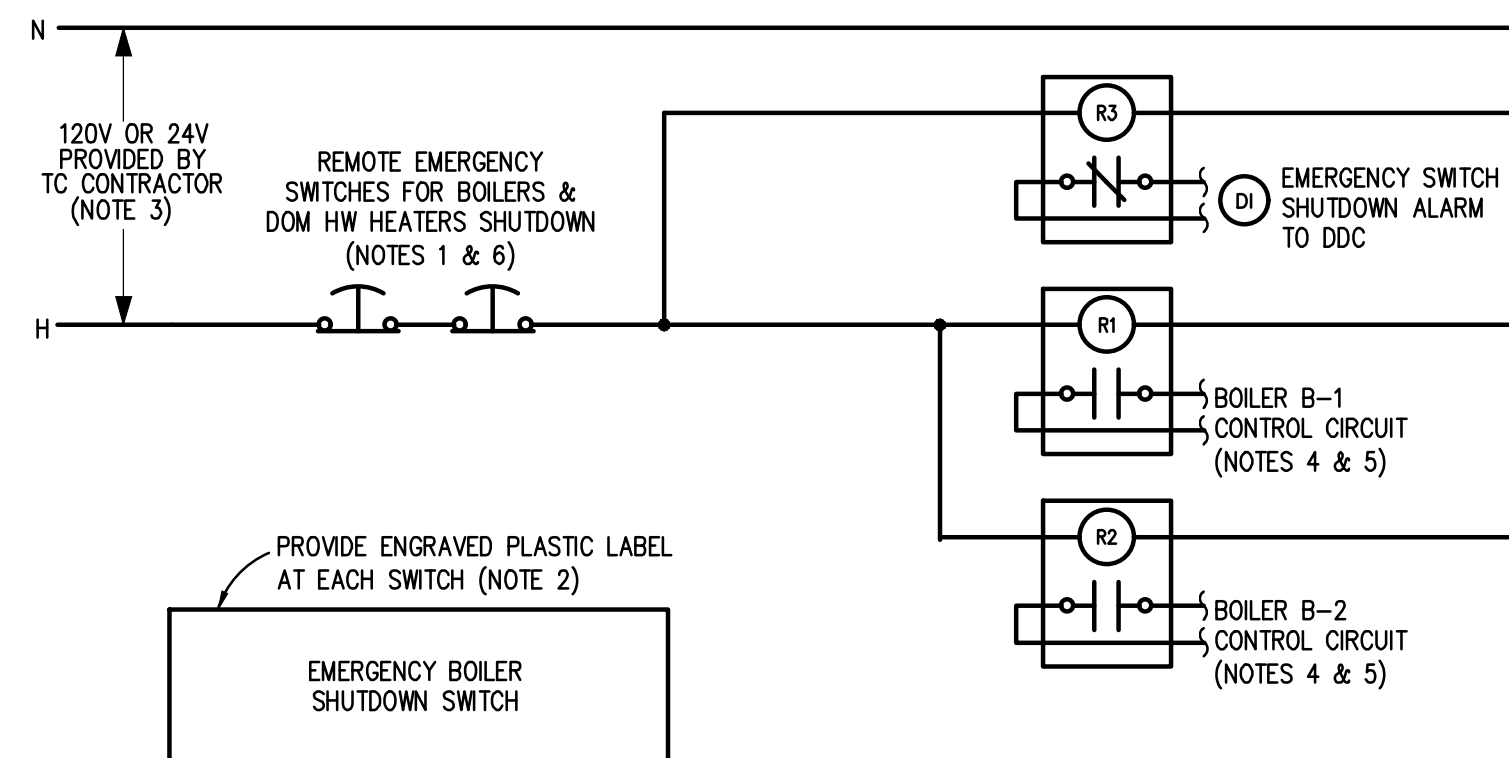 N
120V OR 24V
PROVIDED BY
TC CONTRACTOR
(NOTE 3)
H
REMOTE EMERGENCY
SWITCHES FOR BOILERS &
DOM HW HEATERS SHUTDOWN
(NOTES 1 & 6)
R3
DI
EMERGENCY SWITCH
SHUTDOWN ALARM
TO DDC
R1
BOILER B-1
CONTROL CIRCUIT
(NOTES 4 & 5)
R2
BOILER B-2
CONTROL CIRCUIT
(NOTES 4 & 5)
PROVIDE ENGRAVED PLASTIC LABEL
AT EACH SWITCH (NOTE 2)
EMERGENCY BOILER
SHUTDOWN SWITCH